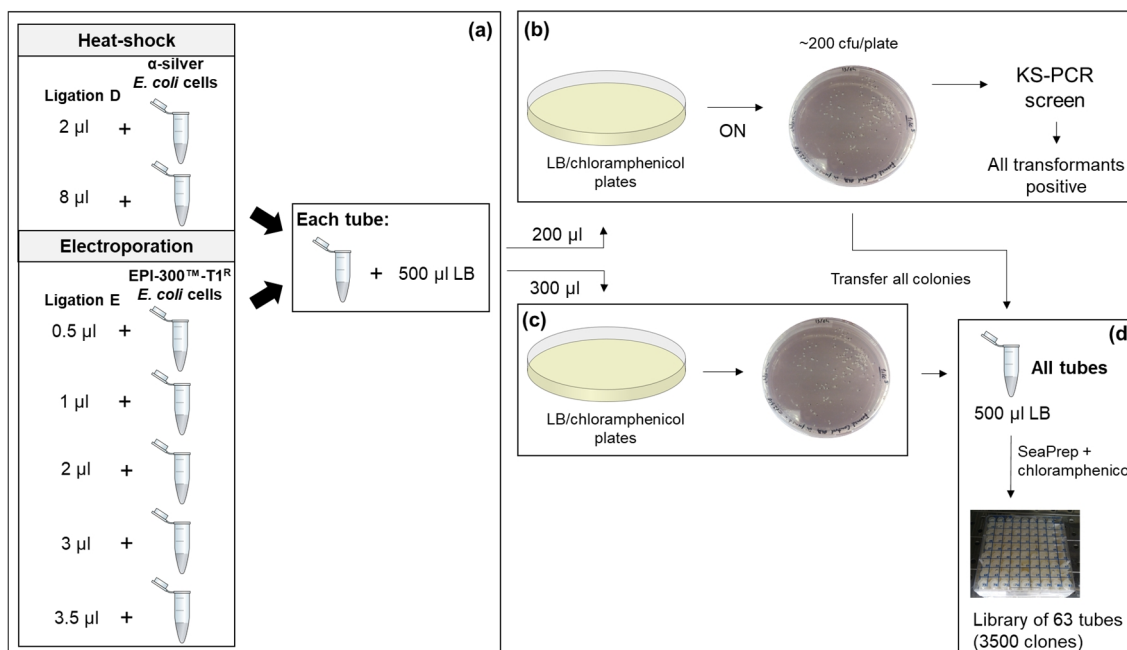 (a)
Heat-shock
α-silver
E. coli cells
Ligation D
2 µl +
8 µl +
Electroporation
EPI-300™-T1ᴿ
E. coli cells
Ligation E
0.5 µl +
1 µl +
2 µl +
3 µl +
3.5 µl +
Each tube:
+ 500 µl LB
200 µl
300 µl
(b)
~200 cfu/plate
LB/chloramphenicol
plates
ON
KS-PCR
screen
All transformants
positive
Transfer all colonies
(c)
LB/chloramphenicol
plates
(d
All tubes
500 µl LB
SeaPrep +
chloramphenico
Library of 63 tubes
(3500 clones)